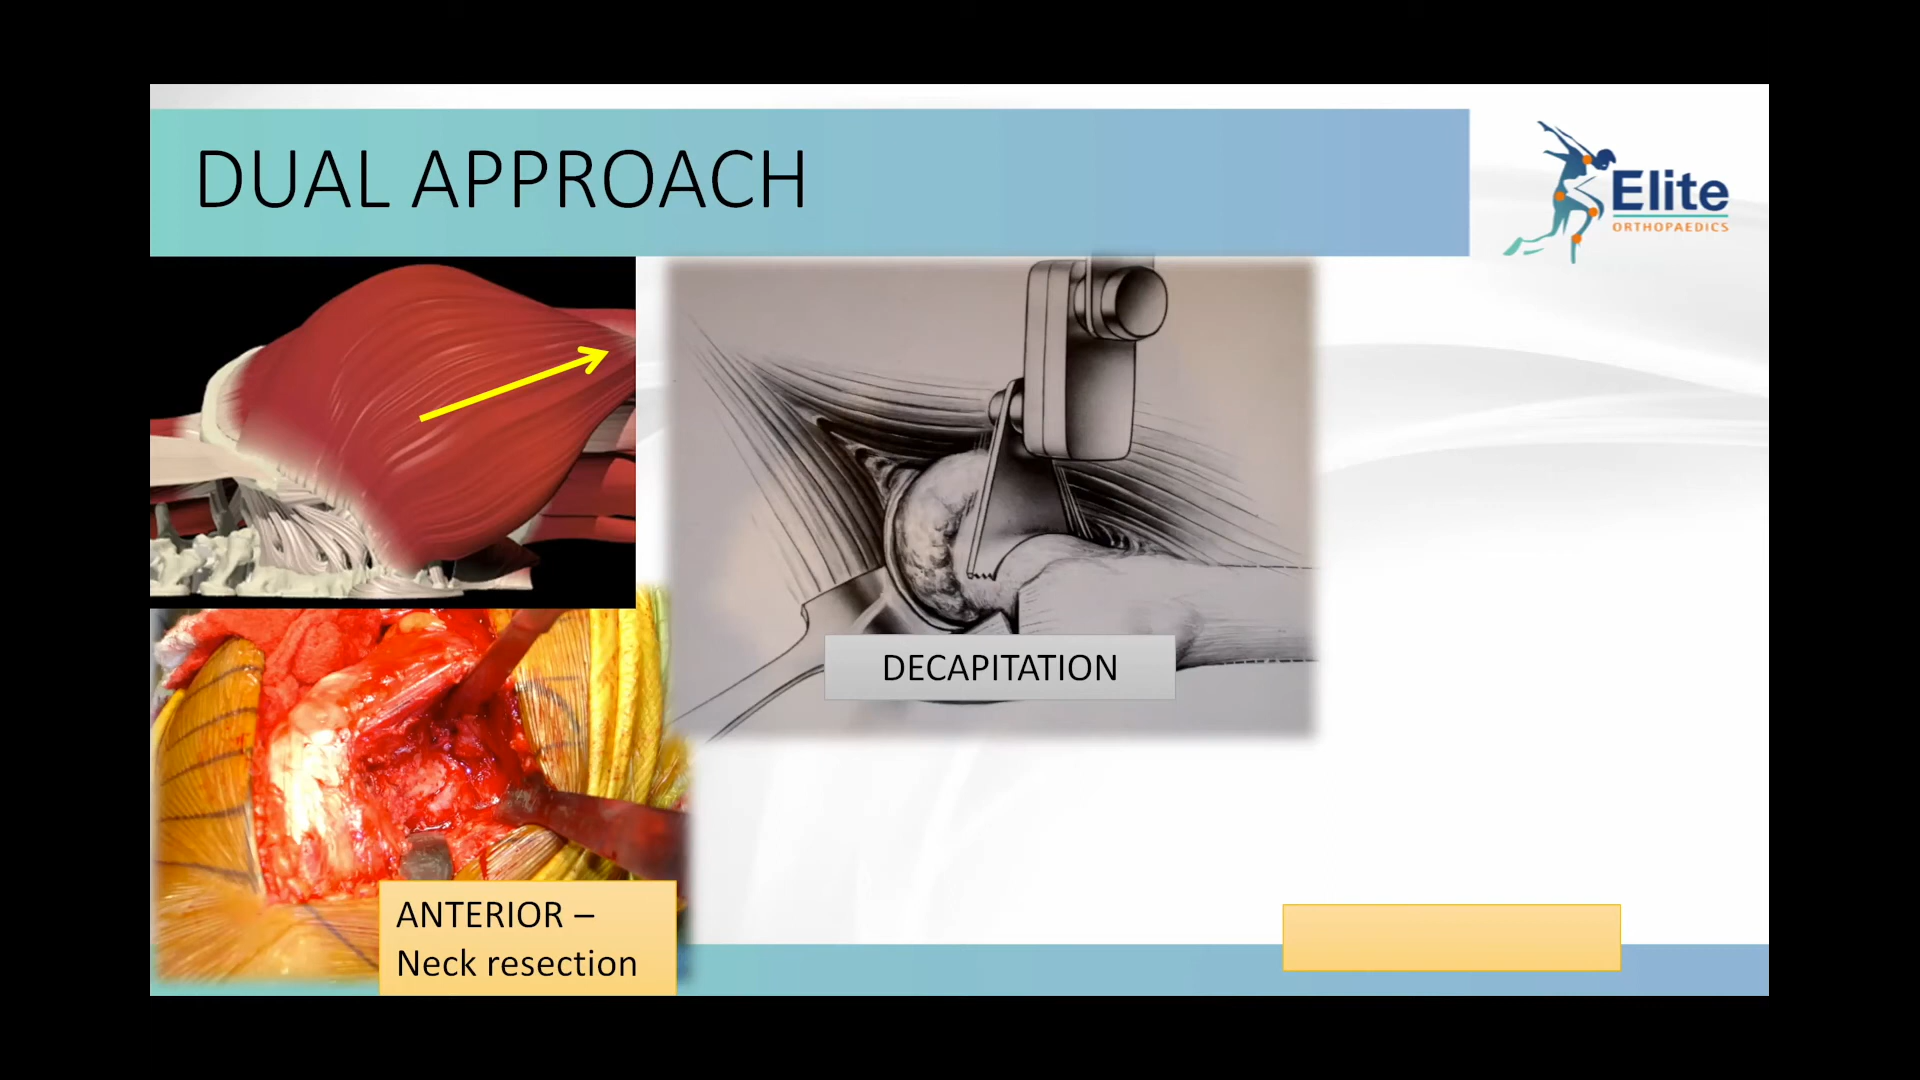 DUAL APPROACH
Elite
ORTHOPAEDICS
DECAPITATION
ANTERIOR –
Neck resection